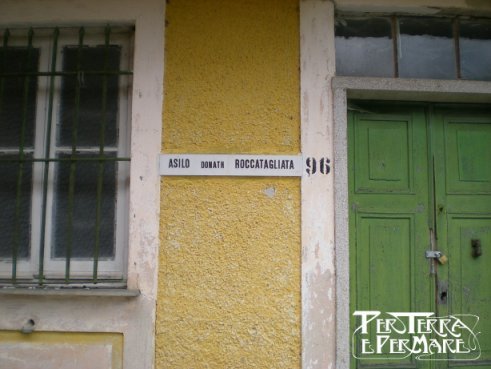 ASILO DONATH ROCCATAGLIATA 96
PER TERRA
E PER MARE